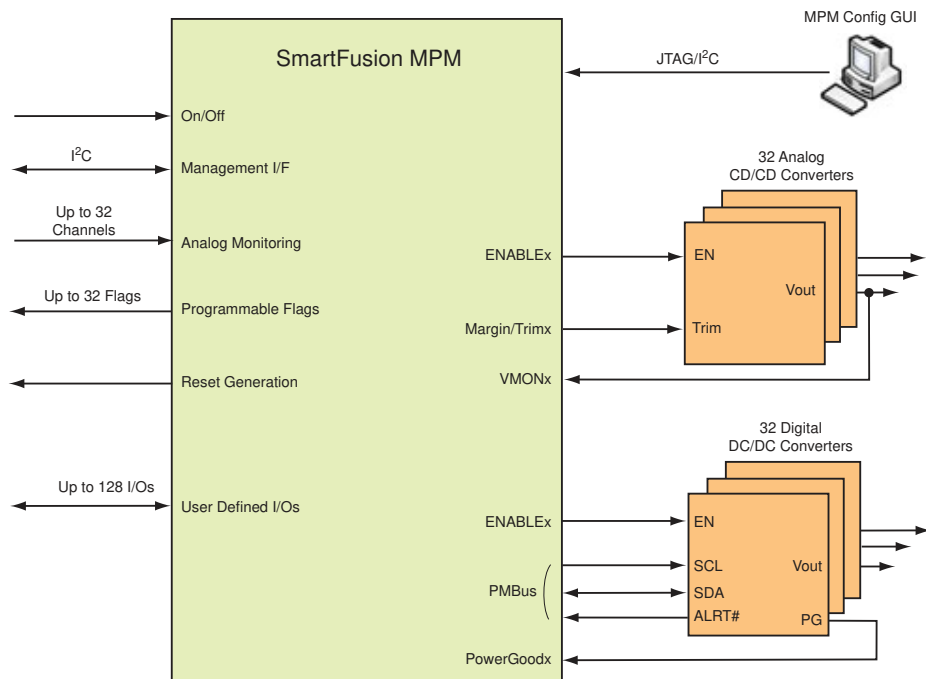 MPM Config GUI
SmartFusion MPM
JTAG/I²C
On/Off
I²C
Management I/F
32 Analog
CD/CD Converters
Up to 32
Channels
Analog Monitoring
ENABLEx
EN
Vout
Up to 32 Flags
Programmable Flags
Margin/Trimx
Trim
Reset Generation
VMONx
32 Digital
DC/DC Converters
Up to 128 I/Os
User Defined I/Os
ENABLEx
EN
SCL
Vout
PMBus
SDA
ALRT#
PG
PowerGoodx